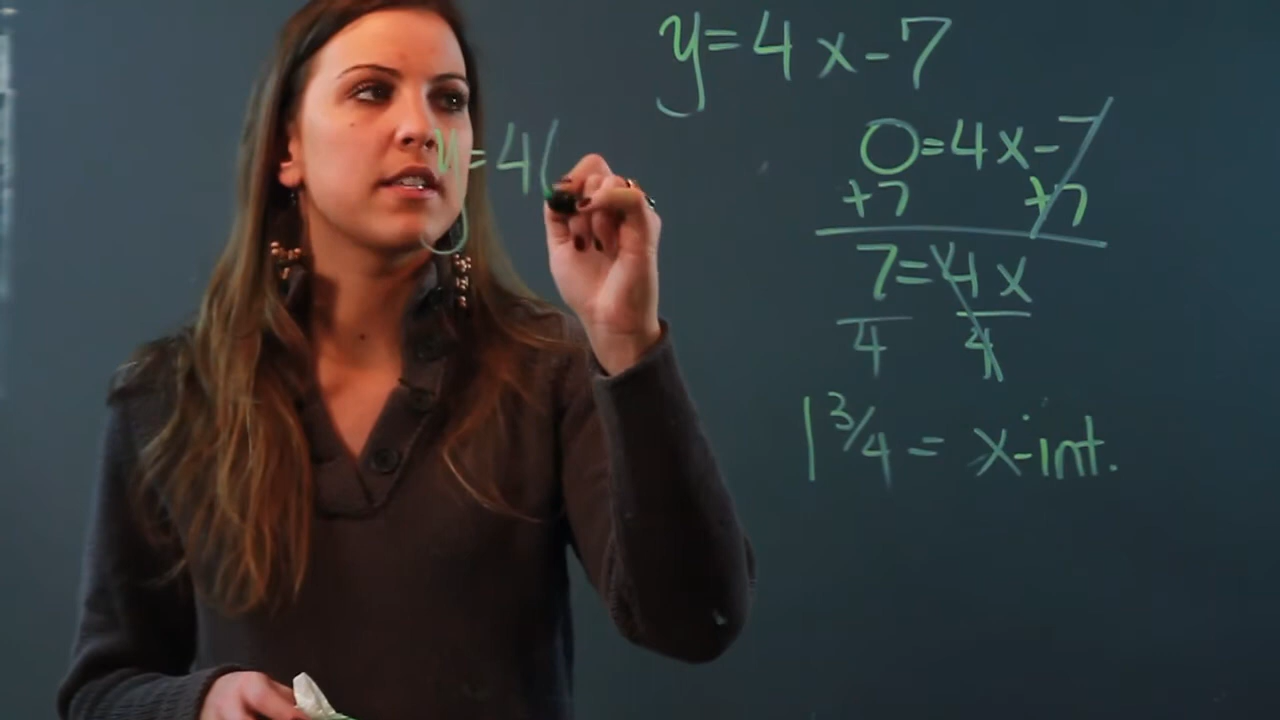 y=4x-7
y=4(
0=4x-7
+7 +7
7=4x
4 4
1 3/4 = x-int.